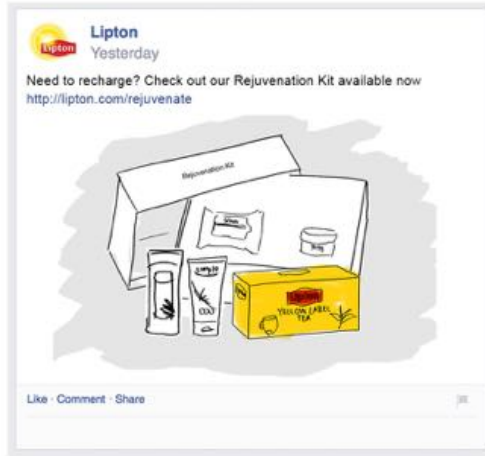 Lipton
Lipton
Yesterday
Need to recharge? Check out our Rejuvenation Kit available now
http://lipton.com/rejuvenate
Rejuvenation Kit
Lipton
YELLOW LABEL
TEA
Like · Comment · Share